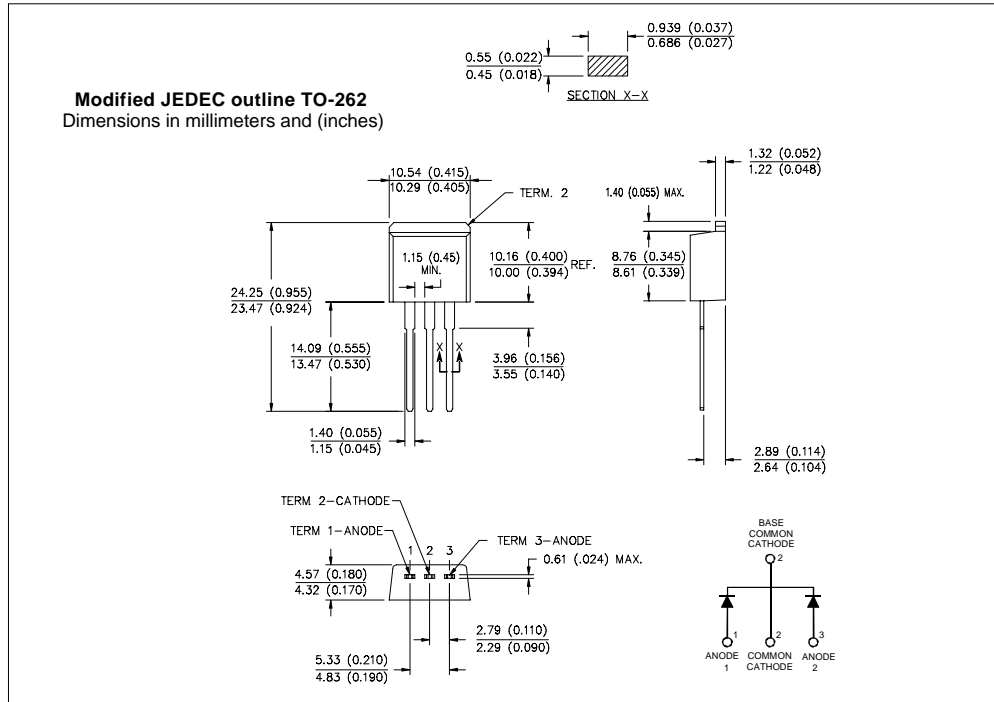 0.939 (0.037)
0.686 (0.027)
0.55 (0.022)
0.45 (0.018)
SECTION X-X
Modified JEDEC outline TO-262
Dimensions in millimeters and (inches)
10.54 (0.415)
10.29 (0.405)
TERM. 2
1.32 (0.052)
1.22 (0.048)
1.40 (0.055) MAX.
1.15 (0.45)
MIN.
10.16 (0.400)
10.00 (0.394)
REF.
8.76 (0.345)
8.61 (0.339)
24.25 (0.955)
23.47 (0.924)
14.09 (0.555)
13.47 (0.530)
X X
3.96 (0.156)
3.55 (0.140)
1.40 (0.055)
1.15 (0.045)
2.89 (0.114)
2.64 (0.104)
TERM 2-CATHODE
TERM 1-ANODE
TERM 3-ANODE
1 2 3
0.61 (.024) MAX.
4.57 (0.180)
4.32 (0.170)
2.79 (0.110)
2.29 (0.090)
5.33 (0.210)
4.83 (0.190)
BASE
COMMON
CATHODE
2
1 2 3
ANODE COMMON ANODE
1 CATHODE 2